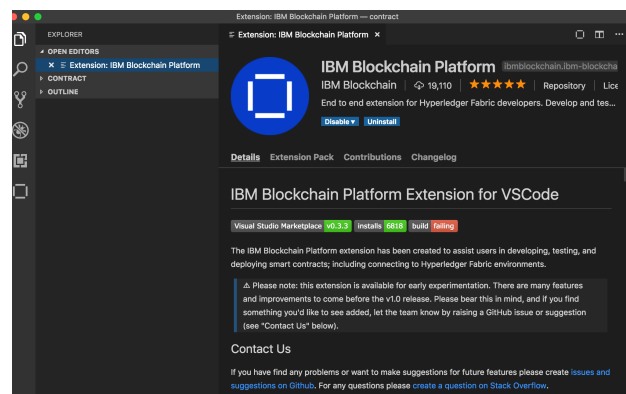 Extension: IBM Blockchain Platform — contract
EXPLORER
OPEN EDITORS
Extension: IBM Blockchain Platform
CONTRACT
OUTLINE
Extension: IBM Blockchain Platform
IBM Blockchain Platform ibmblockchain.ibm-blockcha
IBM Blockchain 19,110 ★★★★★ Repository Lice
End to end extension for Hyperledger Fabric developers. Develop and tes...
Disable Uninstall
Details Extension Pack Contributions Changelog
IBM Blockchain Platform Extension for VSCode
Visual Studio Marketplace v0.3.3 installs 6818 build failing
The IBM Blockchain Platform extension has been created to assist users in developing, testing, and
deploying smart contracts; including connecting to Hyperledger Fabric environments.
⚠ Please note: this extension is available for early experimentation. There are many features
and improvements to come before the v1.0 release. Please bear this in mind, and if you find
something you'd like to see added, let the team know by raising a GitHub issue or suggestion
(see "Contact Us" below).
Contact Us
If you have find any problems or want to make suggestions for future features please create issues and
suggestions on Github. For any questions please create a question on Stack Overflow.